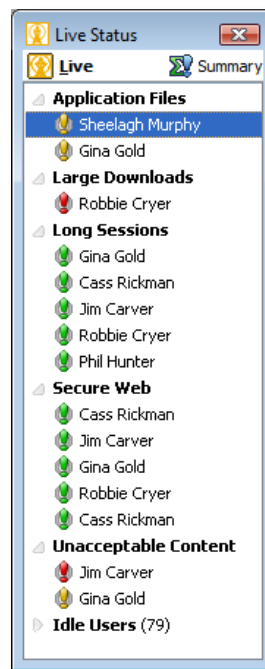 Live Status
Live Summary
Application Files
Sheelagh Murphy
Gina Gold
Large Downloads
Robbie Cryer
Long Sessions
Gina Gold
Cass Rickman
Jim Carver
Robbie Cryer
Phil Hunter
Secure Web
Cass Rickman
Jim Carver
Gina Gold
Robbie Cryer
Cass Rickman
Unacceptable Content
Jim Carver
Gina Gold
Idle Users (79)